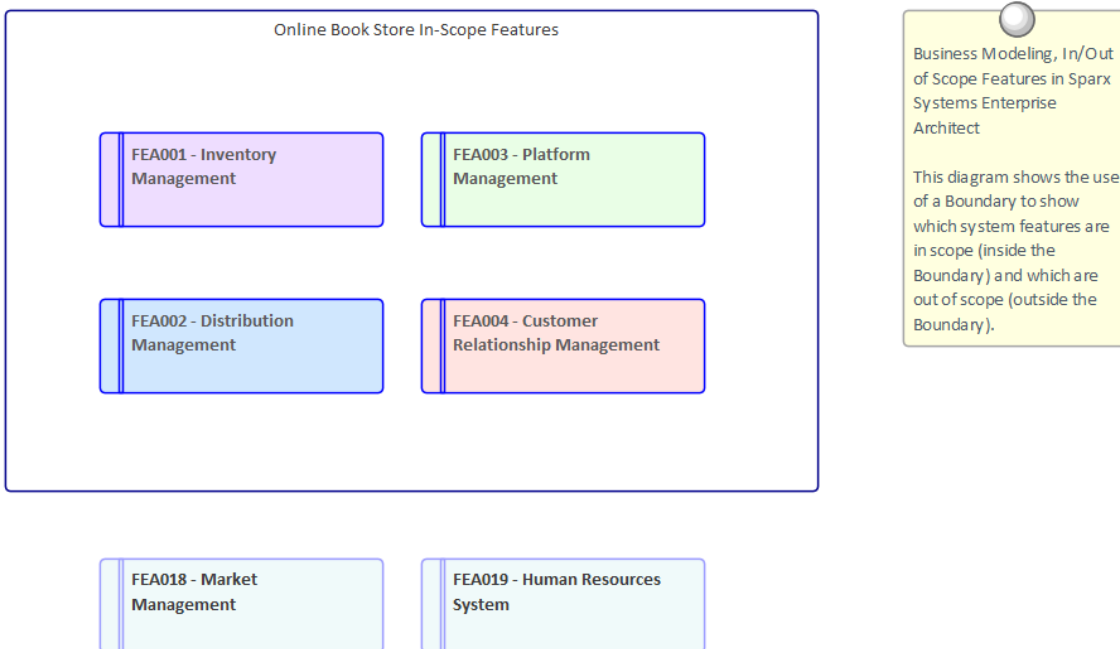 Online Book Store In-Scope Features
FEA001 - Inventory
Management
FEA003 - Platform
Management
FEA002 - Distribution
Management
FEA004 - Customer
Relationship Management
FEA018 - Market
Management
FEA019 - Human Resources
System
Business Modeling, In/Out
of Scope Features in Sparx
Systems Enterprise
Architect
This diagram shows the use
of a Boundary to show
which system features are
in scope (inside the
Boundary) and which are
out of scope (outside the
Boundary).